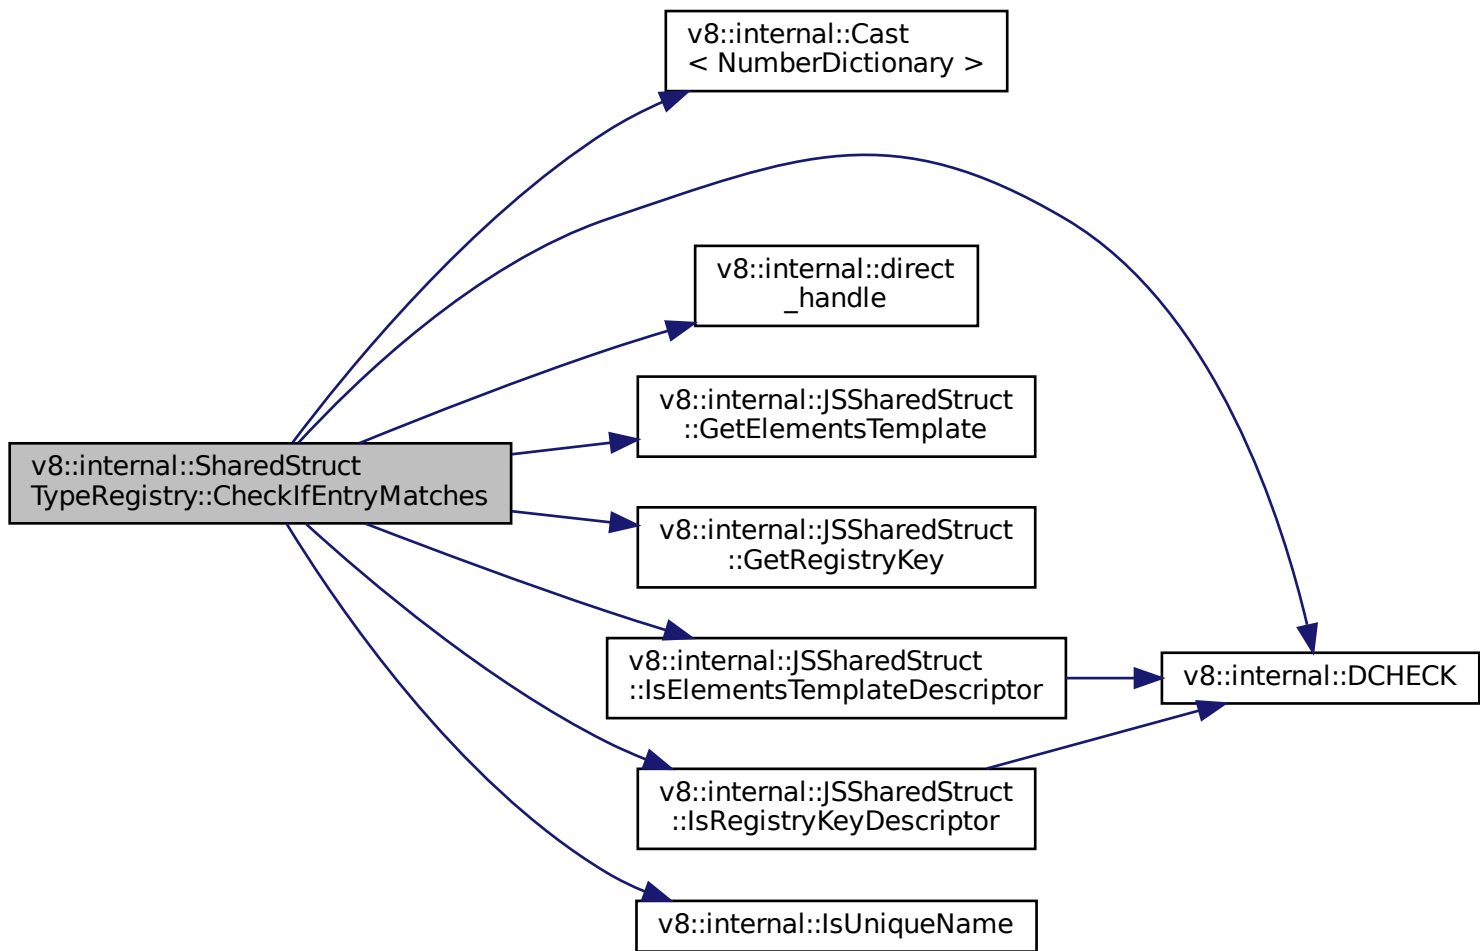 v8::internal::Cast
< NumberDictionary >
v8::internal::direct
_handle
v8::internal::JSSharedStruct
::GetElementsTemplate
v8::internal::SharedStruct
TypeRegistry::CheckIfEntryMatches
v8::internal::JSSharedStruct
::GetRegistryKey
v8::internal::JSSharedStruct
::IsElementsTemplateDescriptor
v8::internal::DCHECK
v8::internal::JSSharedStruct
::IsRegistryKeyDescriptor
v8::internal::IsUniqueName